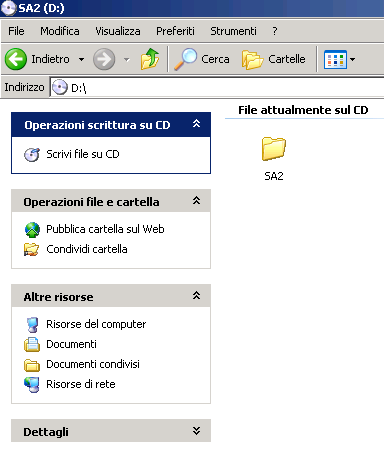 SA2 (D:)
File Modifica Visualizza Preferiti Strumenti ?
Indietro Cerca Cartelle
Indirizzo D:\
Operazioni scrittura su CD
Scrivi file su CD
Operazioni file e cartella
Pubblica cartella sul Web
Condividi cartella
Altre risorse
Risorse del computer
Documenti
Documenti condivisi
Risorse di rete
Dettagli
File attualmente sul CD
SA2